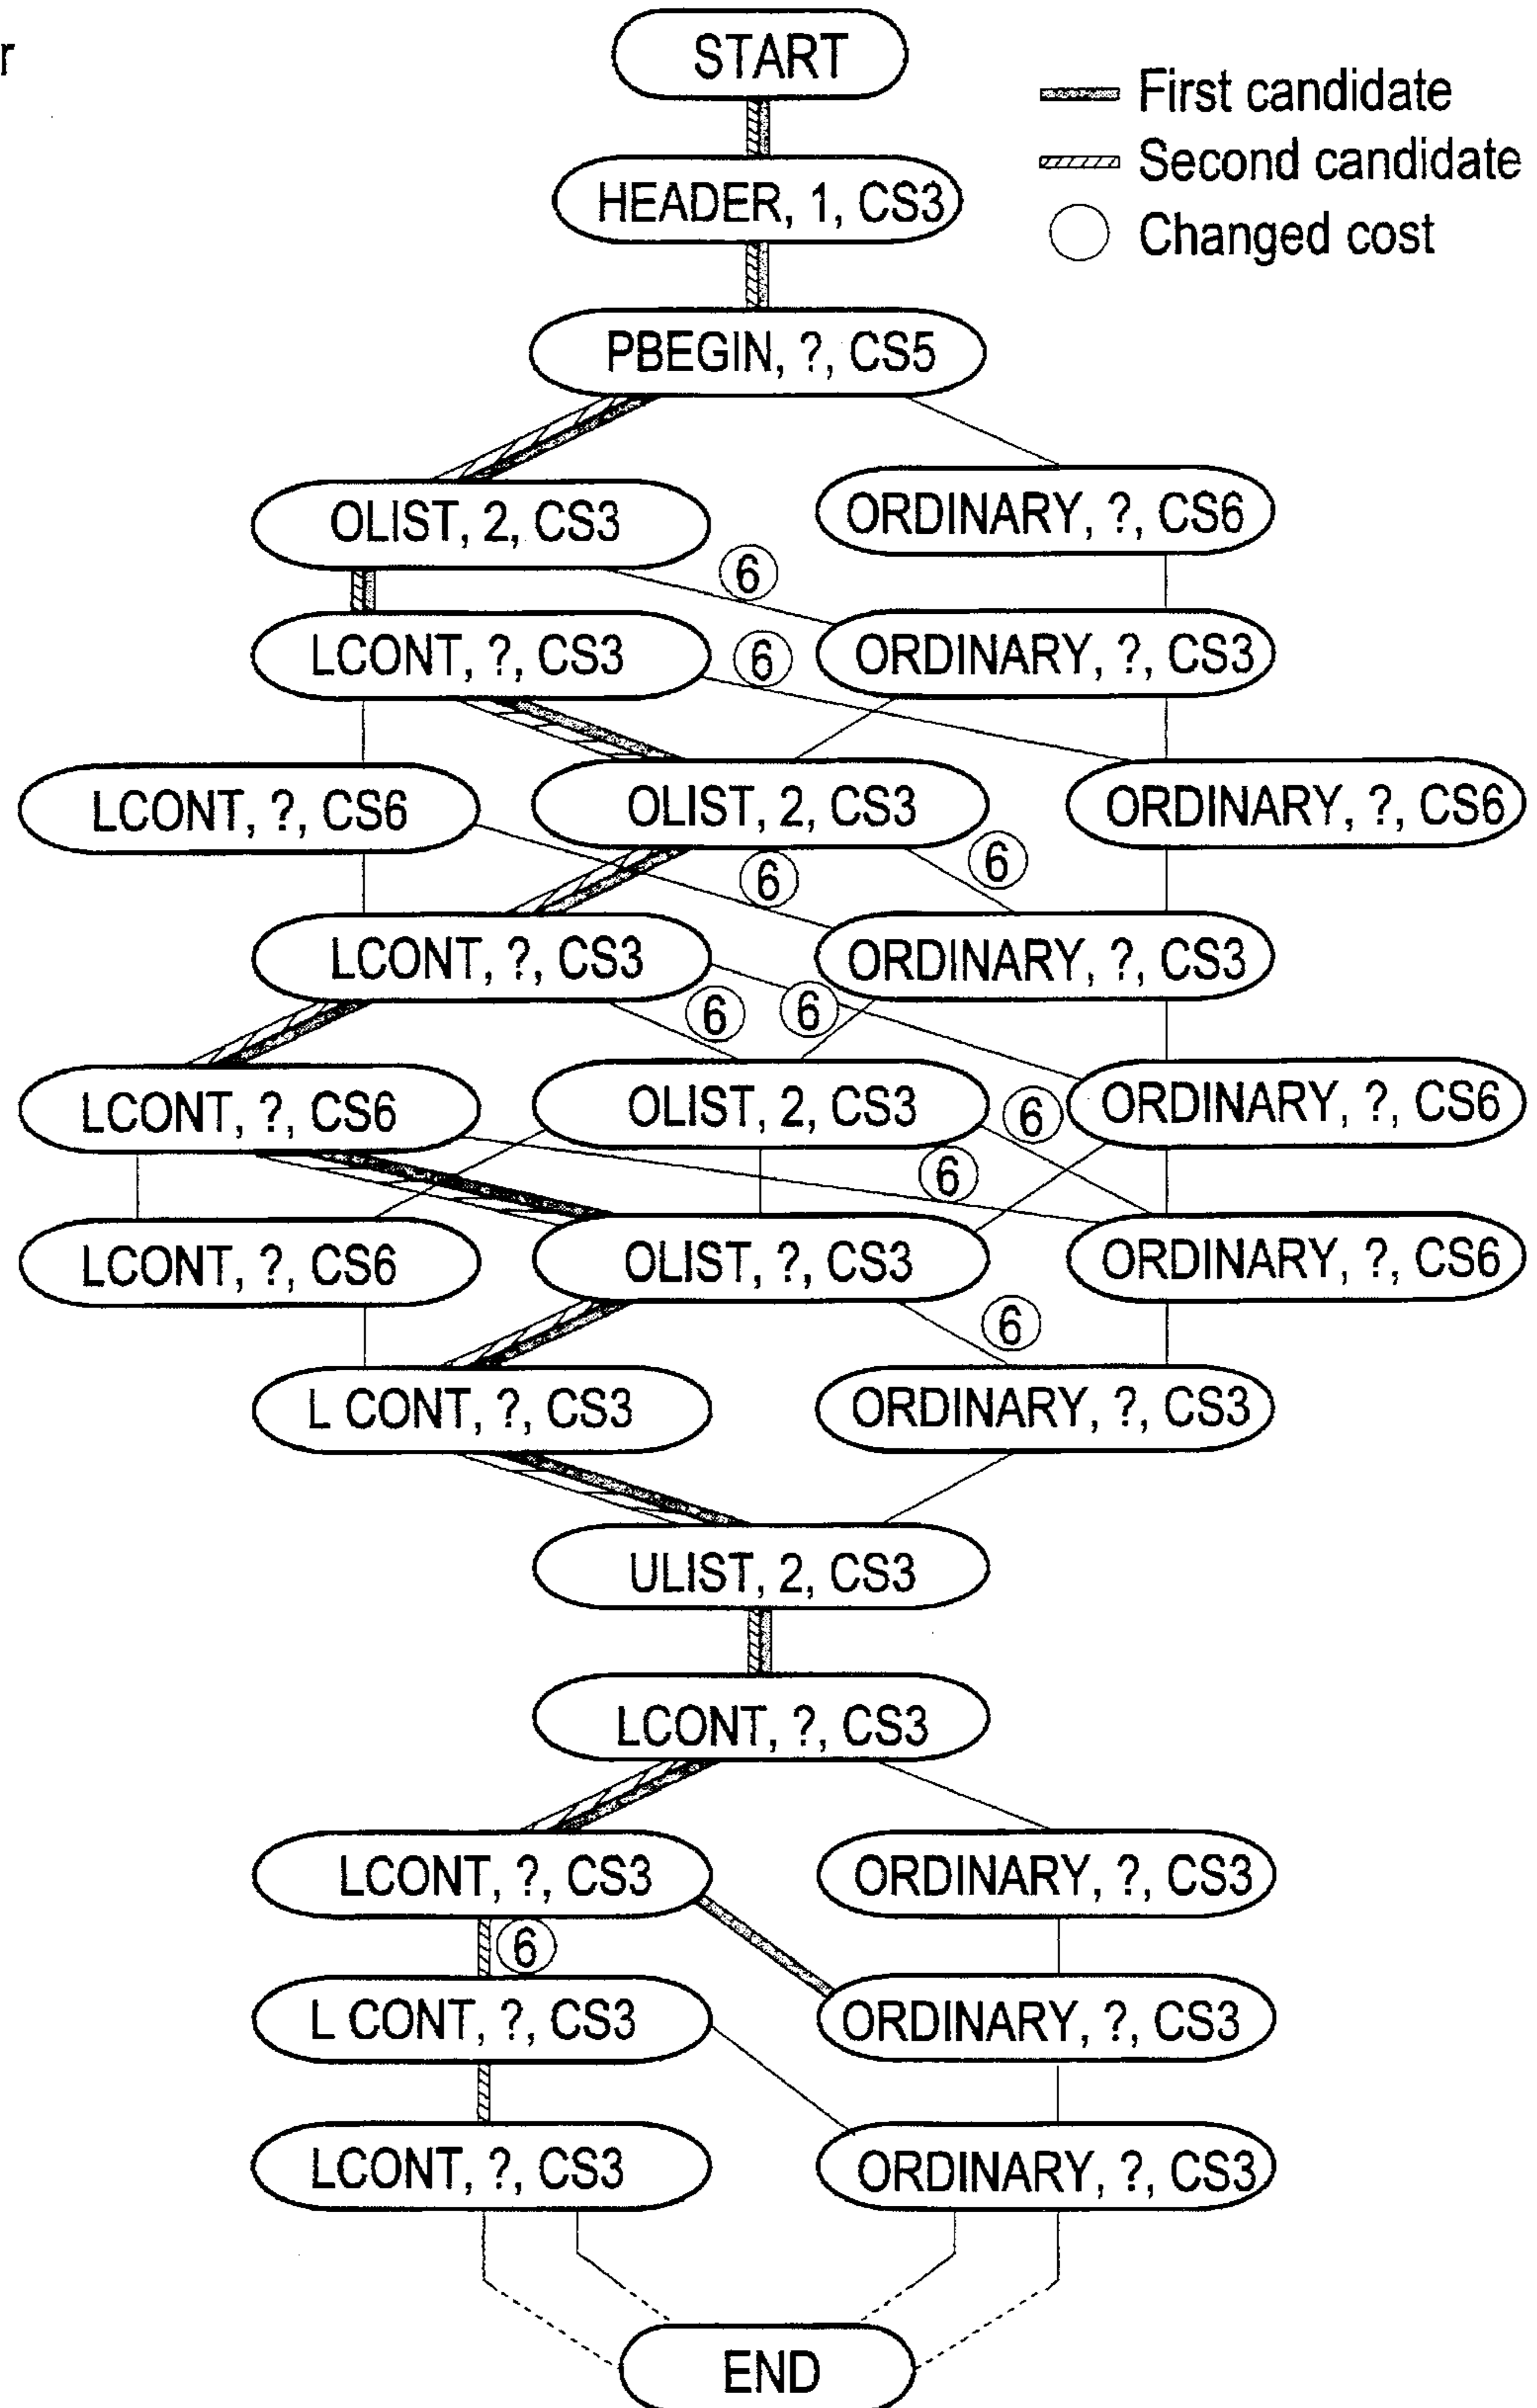 r
START
First candidate
Second candidate
Changed cost
HEADER, 1, CS3
PBEGIN, ?, CS5
OLIST, 2, CS3
ORDINARY, ?, CS6
6
LCONT, ?, CS3
6
ORDINARY, ?, CS3
LCONT, ?, CS6
OLIST, 2, CS3
ORDINARY, ?, CS6
6
6
LCONT, ?, CS3
ORDINARY, ?, CS3
6
6
LCONT, ?, CS6
OLIST, 2, CS3
6
ORDINARY, ?, CS6
6
LCONT, ?, CS6
OLIST, ?, CS3
ORDINARY, ?, CS6
6
L CONT, ?, CS3
ORDINARY, ?, CS3
ULIST, 2, CS3
LCONT, ?, CS3
LCONT, ?, CS3
ORDINARY, ?, CS3
6
L CONT, ?, CS3
ORDINARY, ?, CS3
LCONT, ?, CS3
ORDINARY, ?, CS3
END